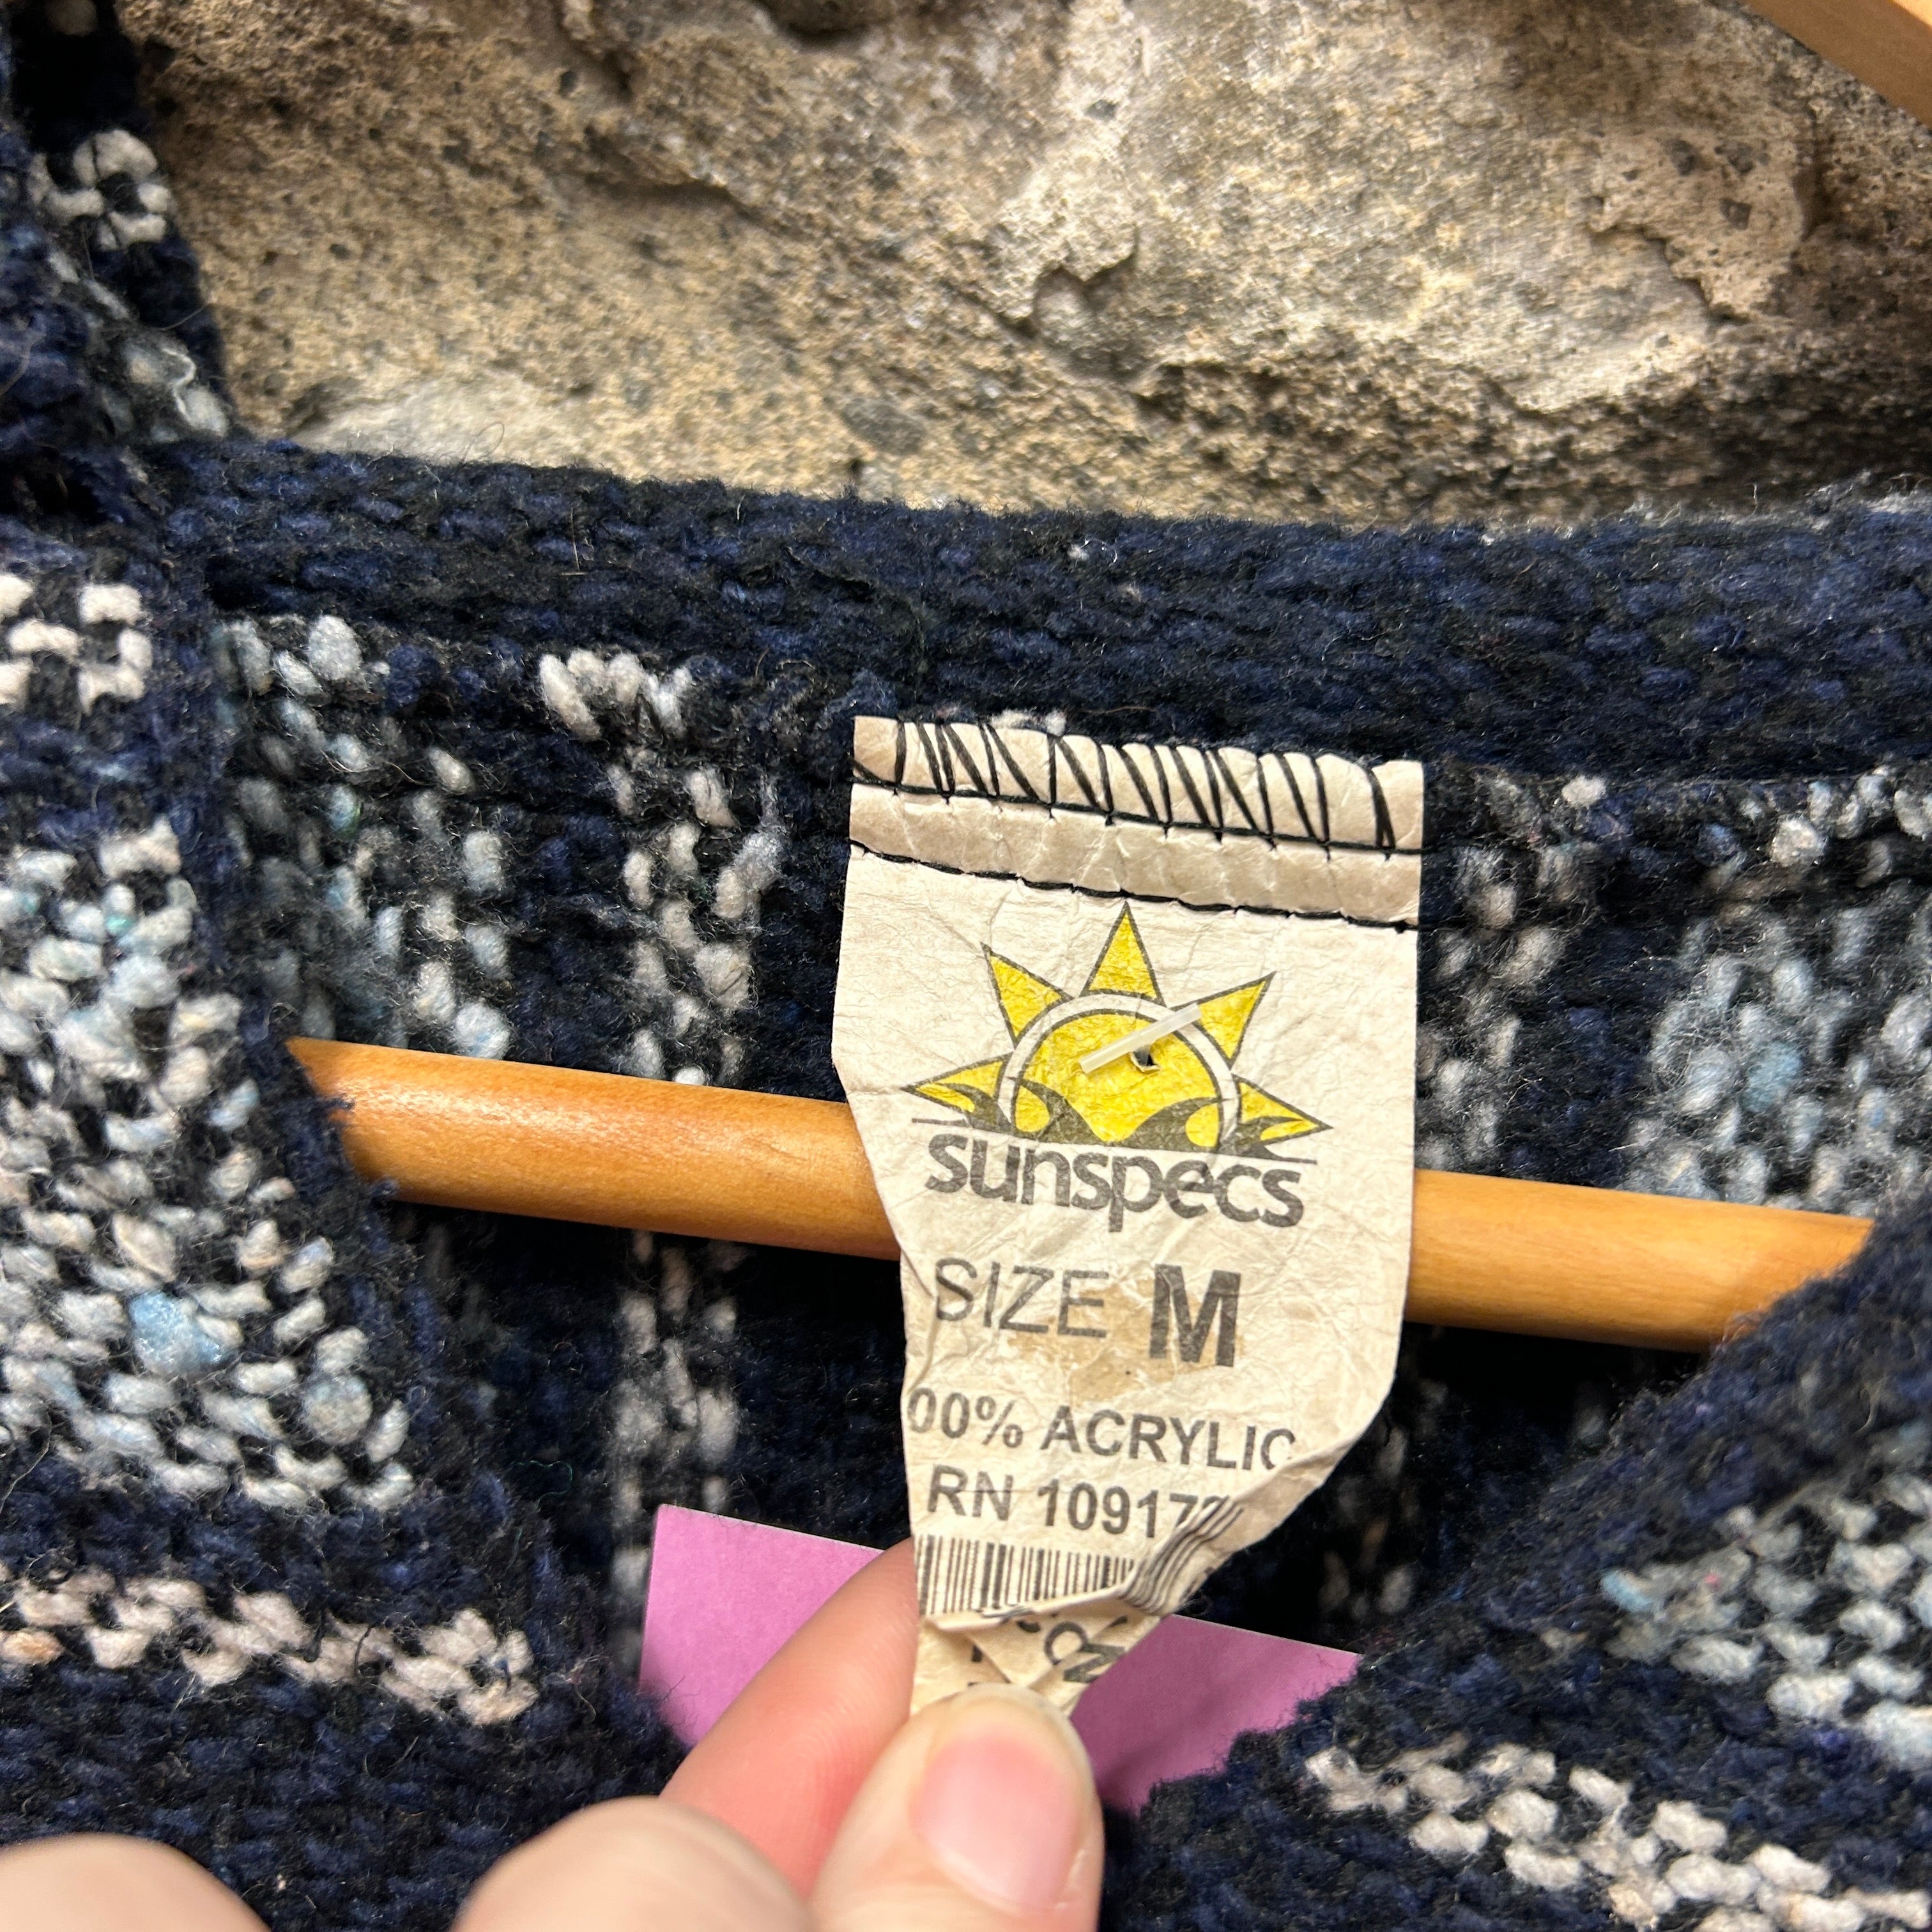 sunspecs
SIZE M
00% ACRYLIC
RN 10917